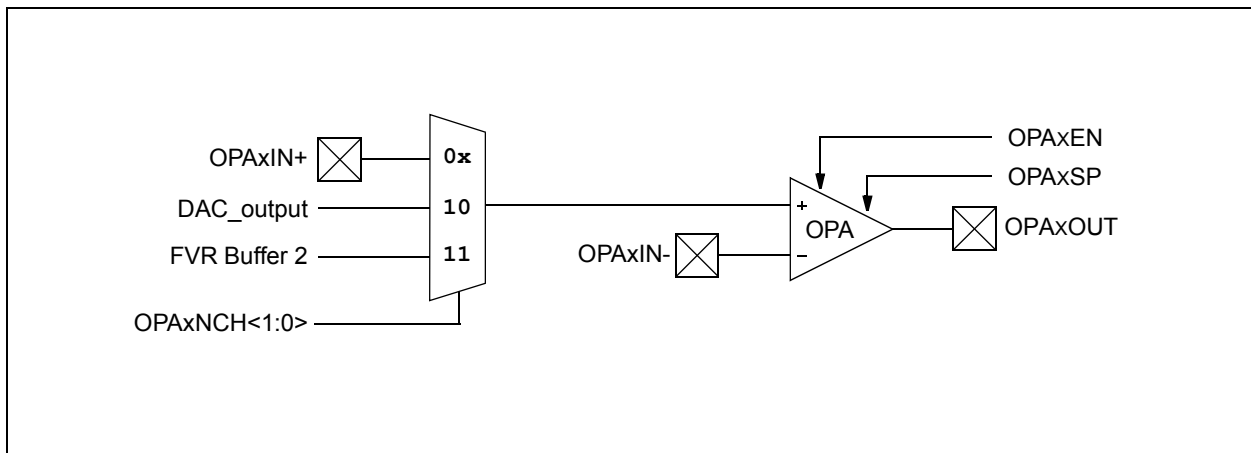 OPAxIN+
0x
DAC_output
10
FVR Buffer 2
11
OPAxNCH<1:0>
OPAxEN
OPAxSP
+
OPA
OPAxOUT
OPAxIN-
–